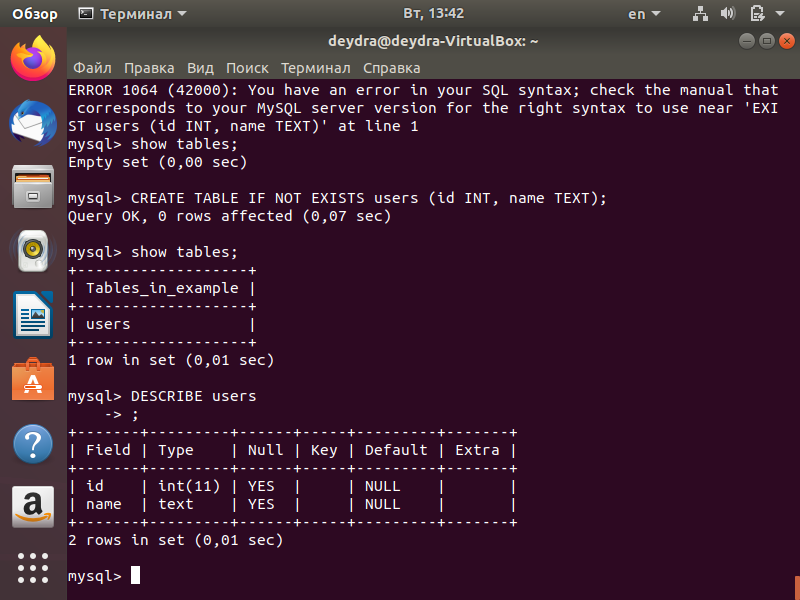 Обзор Терминал Вт, 13:42 en
deydra@deydra-VirtualBox: ~
Файл Правка Вид Поиск Терминал Справка
ERROR 1064 (42000): You have an error in your SQL syntax; check the manual that
corresponds to your MySQL server version for the right syntax to use near 'EXI
ST users (id INT, name TEXT)' at line 1
mysql> show tables;
Empty set (0,00 sec)
mysql> CREATE TABLE IF NOT EXISTS users (id INT, name TEXT);
Query OK, 0 rows affected (0,07 sec)
mysql> show tables;
+-------------------+
| Tables_in_example |
+-------------------+
| users             |
+-------------------+
1 row in set (0,01 sec)
mysql> DESCRIBE users
    -> ;
+-------+---------+------+-----+---------+-------+
| Field | Type    | Null | Key | Default | Extra |
+-------+---------+------+-----+---------+-------+
| id    | int(11) | YES  |     | NULL    |       |
| name  | text    | YES  |     | NULL    |       |
+-------+---------+------+-----+---------+-------+
2 rows in set (0,01 sec)
mysql>